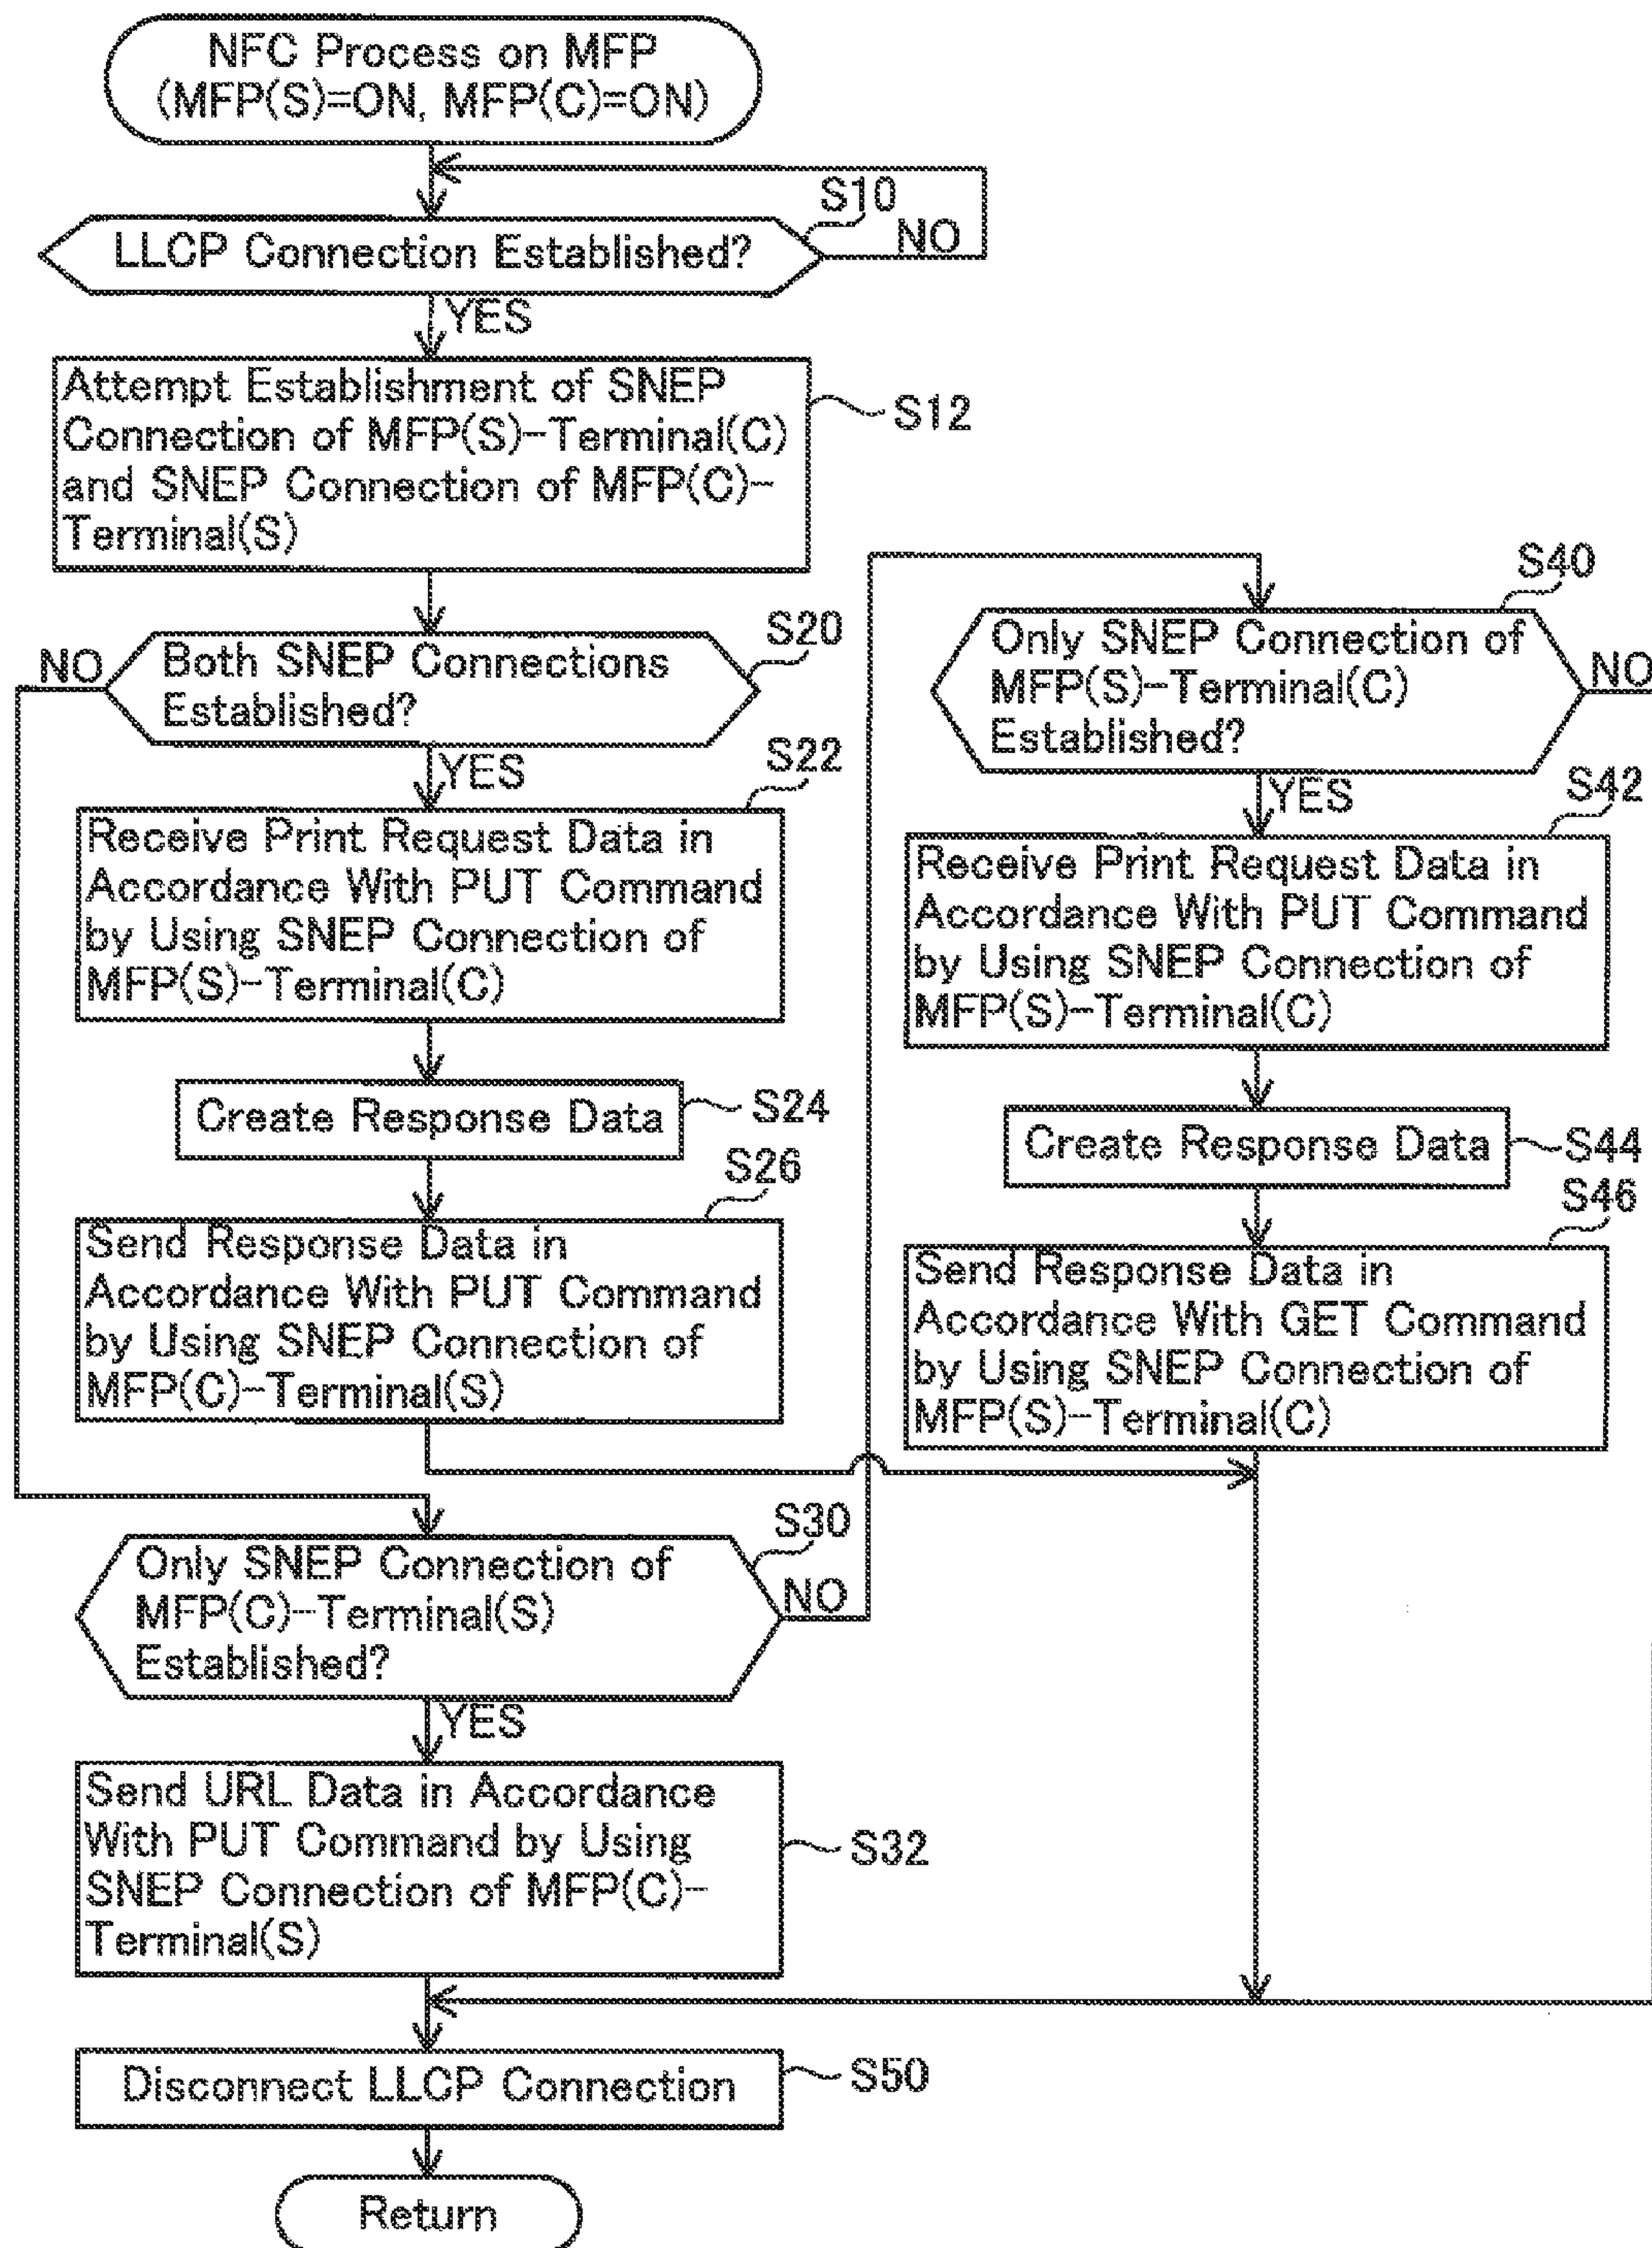 NFC Process on MFP
(MFP(S)=ON, MFP(C)=ON)
S10
LLCP Connection Established?
NO
YES
Attempt Establishment of SNEP
Connection of MFP(S)-Terminal(C)
and SNEP Connection of MFP(C)-
Terminal(S)
S12
S20
NO
Both SNEP Connections
Established?
YES
S22
Receive Print Request Data in
Accordance With PUT Command
by Using SNEP Connection of
MFP(S)-Terminal(C)
Create Response Data
S24
S26
Send Response Data in
Accordance With PUT Command
by Using SNEP Connection of
MFP(C)-Terminal(S)
S30
Only SNEP Connection of
MFP(C)-Terminal(S)
Established?
NO
YES
Send URL Data in Accordance
With PUT Command by Using
SNEP Connection of MFP(C)-
Terminal(S)
S32
S40
Only SNEP Connection of
MFP(S)-Terminal(C)
Established?
NO
YES
S42
Receive Print Request Data in
Accordance With PUT Command
by Using SNEP Connection of
MFP(S)-Terminal(C)
Create Response Data
S44
S46
Send Response Data in
Accordance With GET Command
by Using SNEP Connection of
MFP(S)-Terminal(C)
Disconnect LLCP Connection
S50
Return